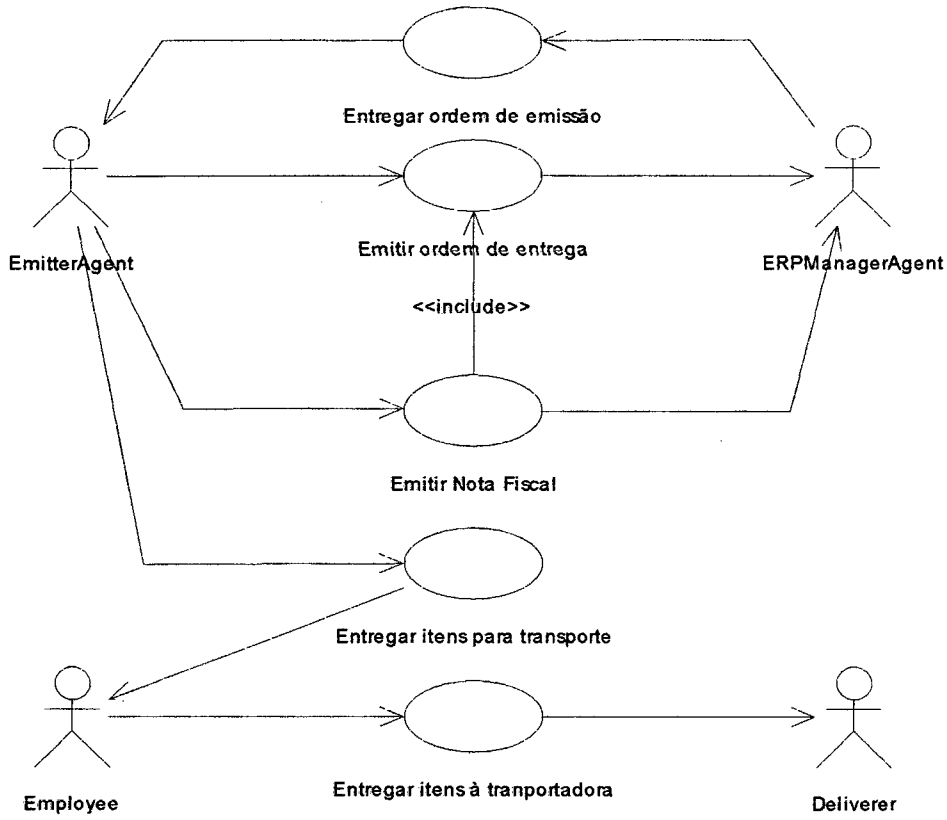 Entregar ordem de emissão
EmitterAgent
Emitir ordem de entrega
ERPManagerAgent
<<include>>
Emitir Nota Fiscal
Entregar itens para transporte
Employee
Entregar itens à tranportadora
Deliverer